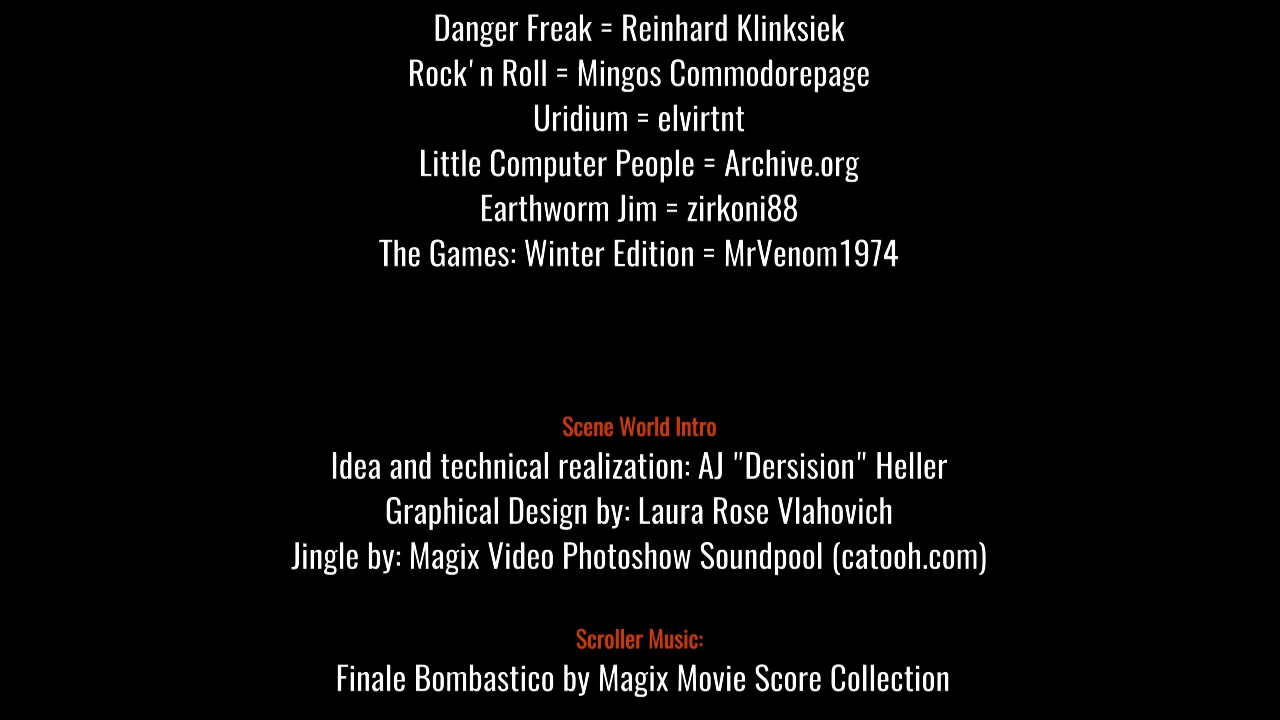 Danger Freak = Reinhard Klinksiek
Rock'n Roll = Mingos Commodorepage
Uridium = elvirtnt
Little Computer People = Archive.org
Earthworm Jim = zirkoni88
The Games: Winter Edition = MrVenom1974
Scene World Intro
Idea and technical realization: AJ "Dersision" Heller
Graphical Design by: Laura Rose Vlahovich
Jingle by: Magix Video Photoshow Soundpool (catooh.com)
Scroller Music:
Finale Bombastico by Magix Movie Score Collection